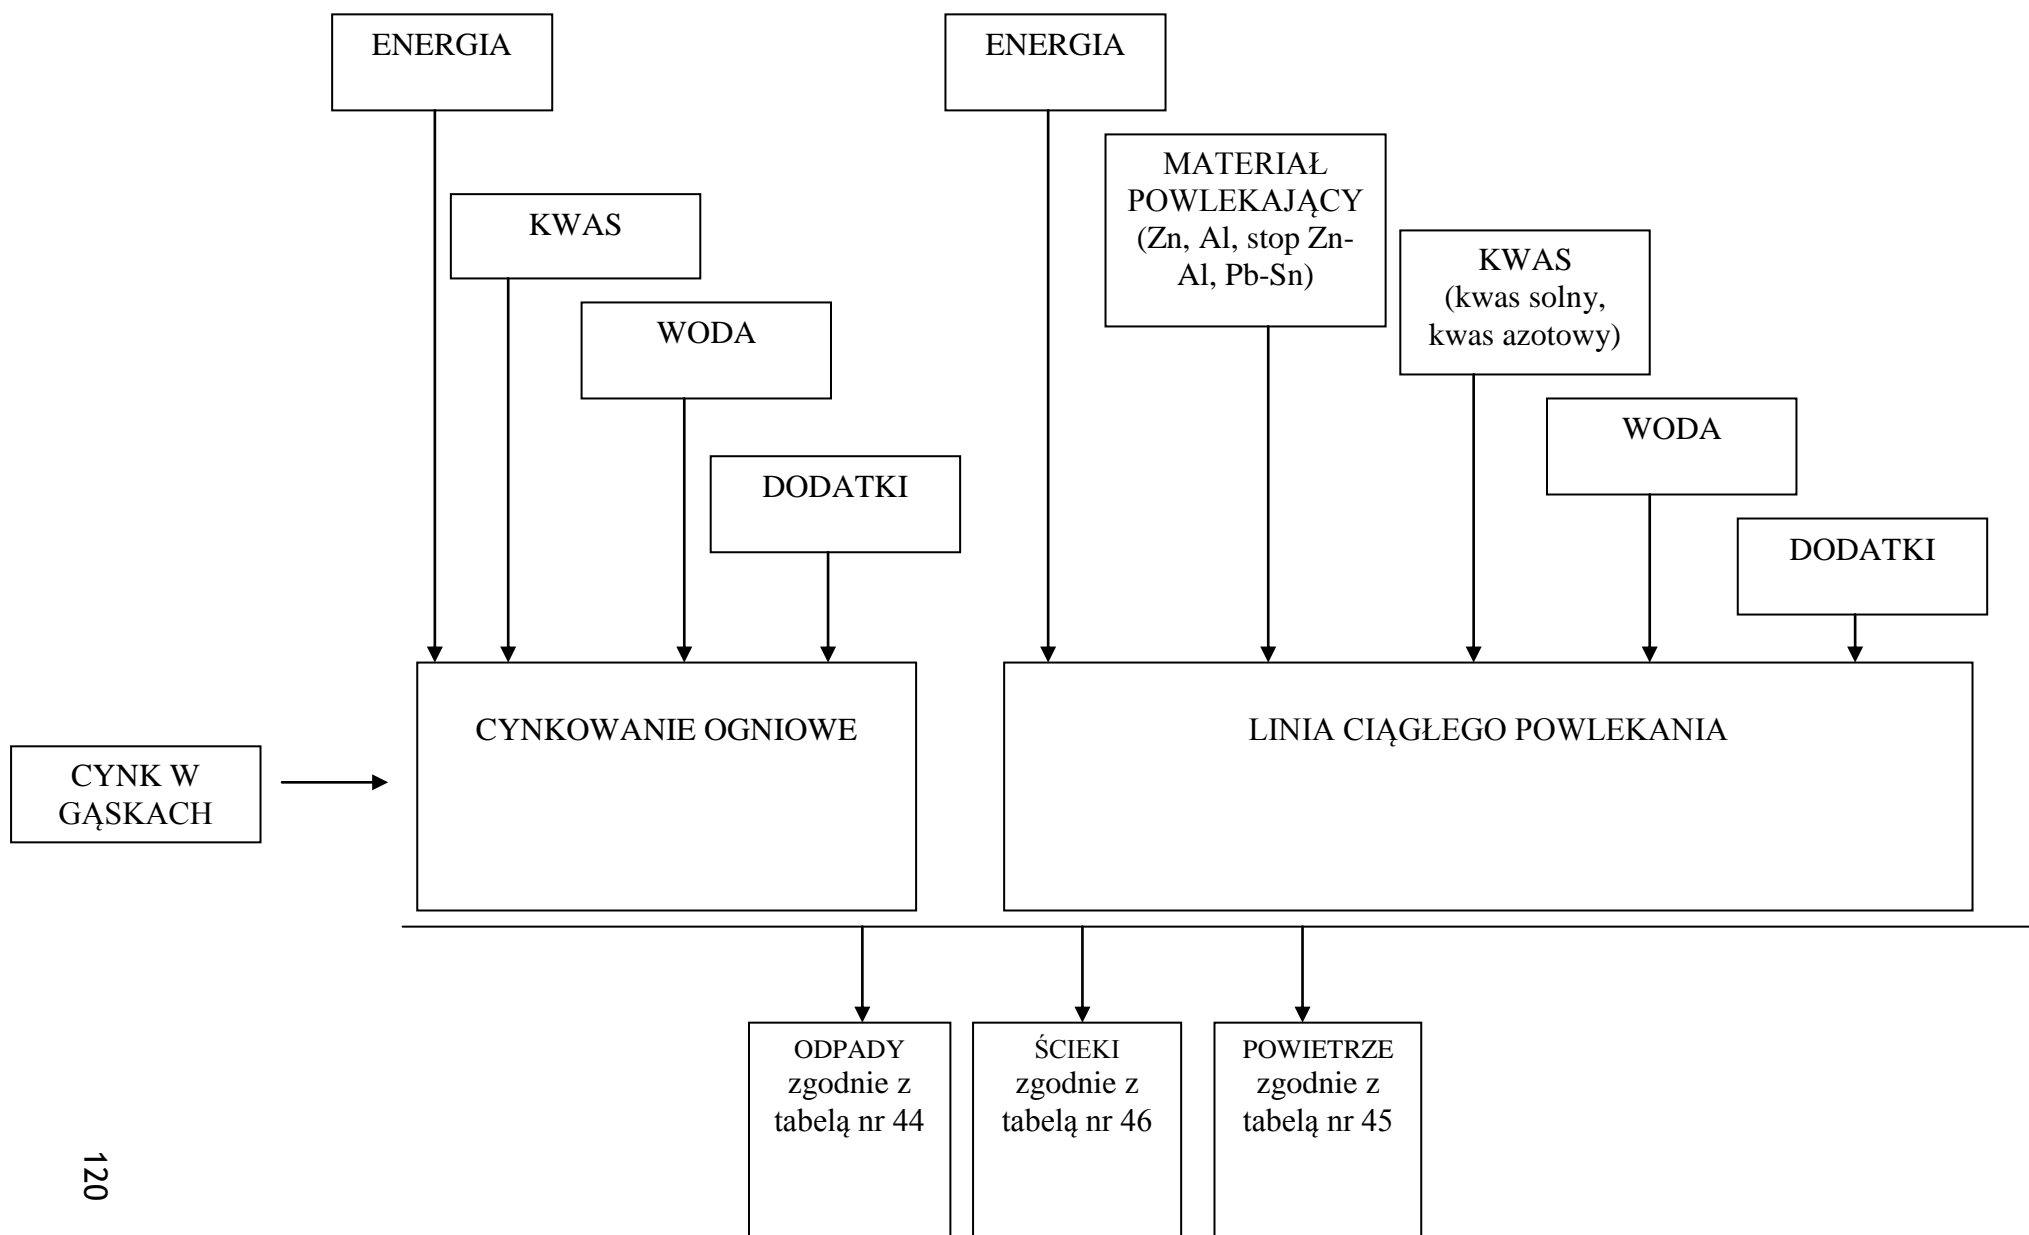 ENERGIA
ENERGIA
MATERIAŁ
POWLEKAJĄCY
(Zn, Al, stop Zn-
Al, Pb-Sn)
KWAS
KWAS
(kwas solny,
kwas azotowy)
WODA
WODA
DODATKI
DODATKI
CYNKOWANIE OGNIOWE
LINIA CIĄGŁEGO POWLEKANIA
CYNK W
GĄSKACH
ODPADY
zgodnie z
tabelą nr 44
ŚCIEKI
zgodnie z
tabelą nr 46
POWIETRZE
zgodnie z
tabelą nr 45
120